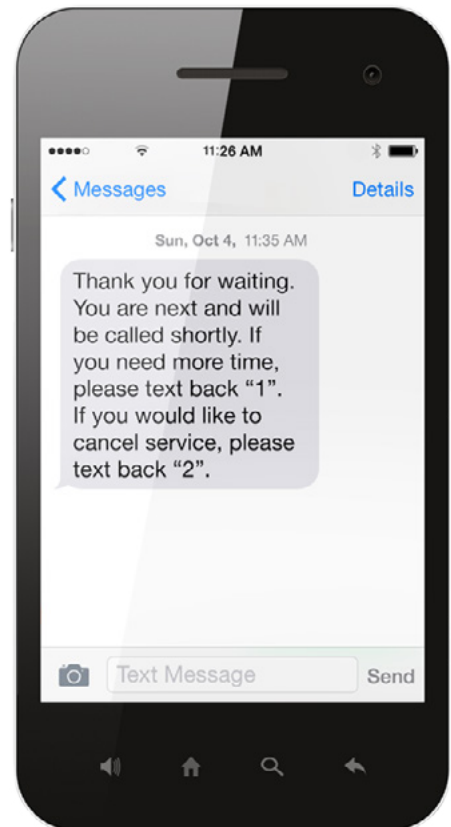 11:26 AM
Messages
Details
Sun, Oct 4, 11:35 AM
Thank you for waiting.
You are next and will
be called shortly. If
you need more time,
please text back “1”.
If you would like to
cancel service, please
text back “2”.
Text Message
Send